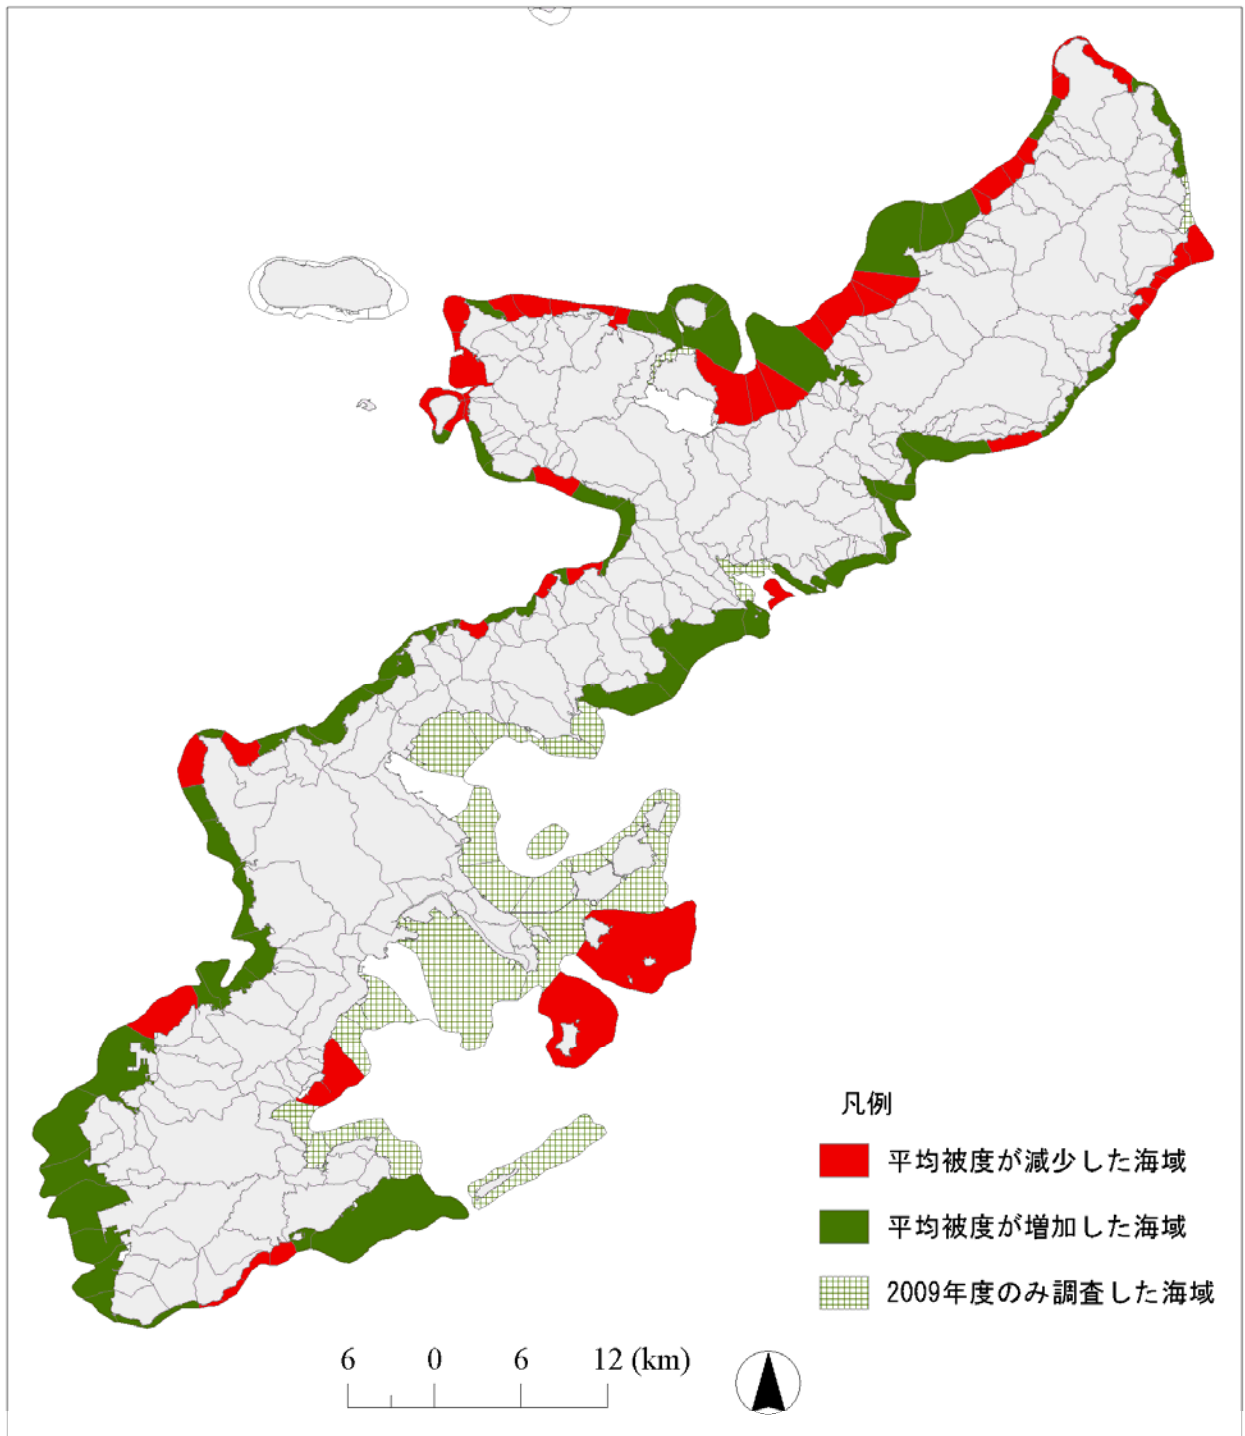 凡例
平均被度が減少した海域
平均被度が増加した海域
2009年度のみ調査した海域
6 0 6 12 (km)